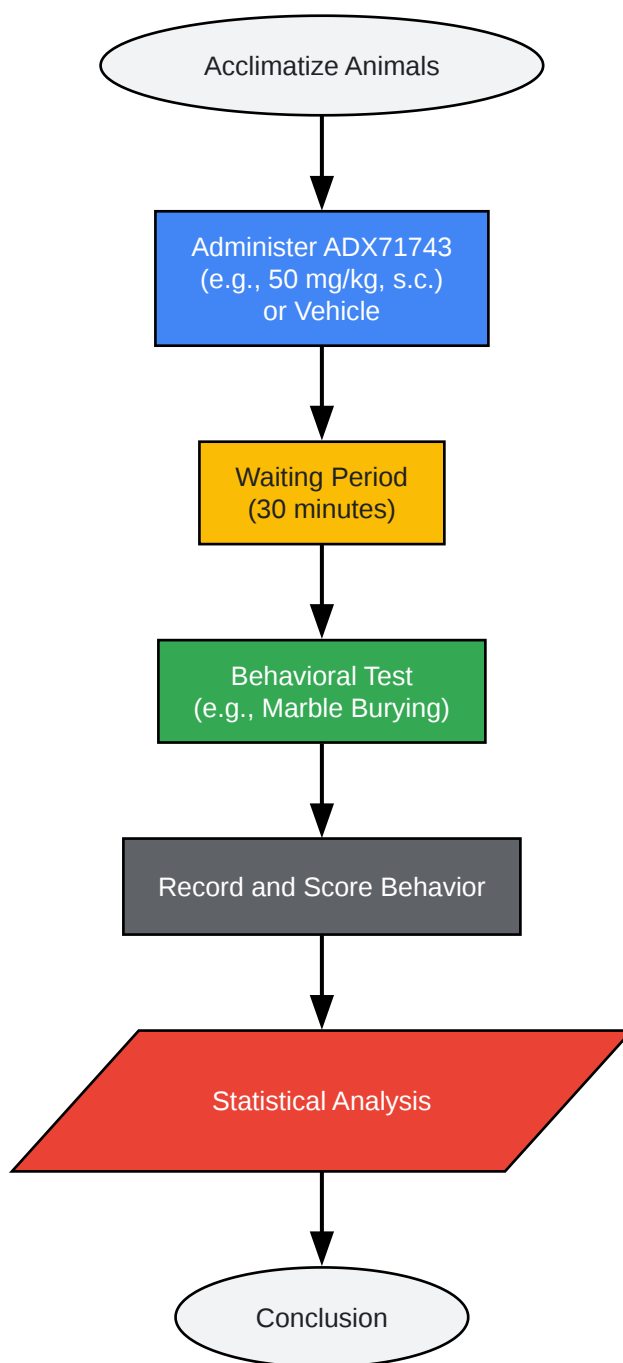 Acclimatize Animals
Administer ADX71743
(e.g., 50 mg/kg, s.c.)
or Vehicle
Waiting Period
(30 minutes)
Behavioral Test
(e.g., Marble Burying)
Record and Score Behavior
Statistical Analysis
Conclusion